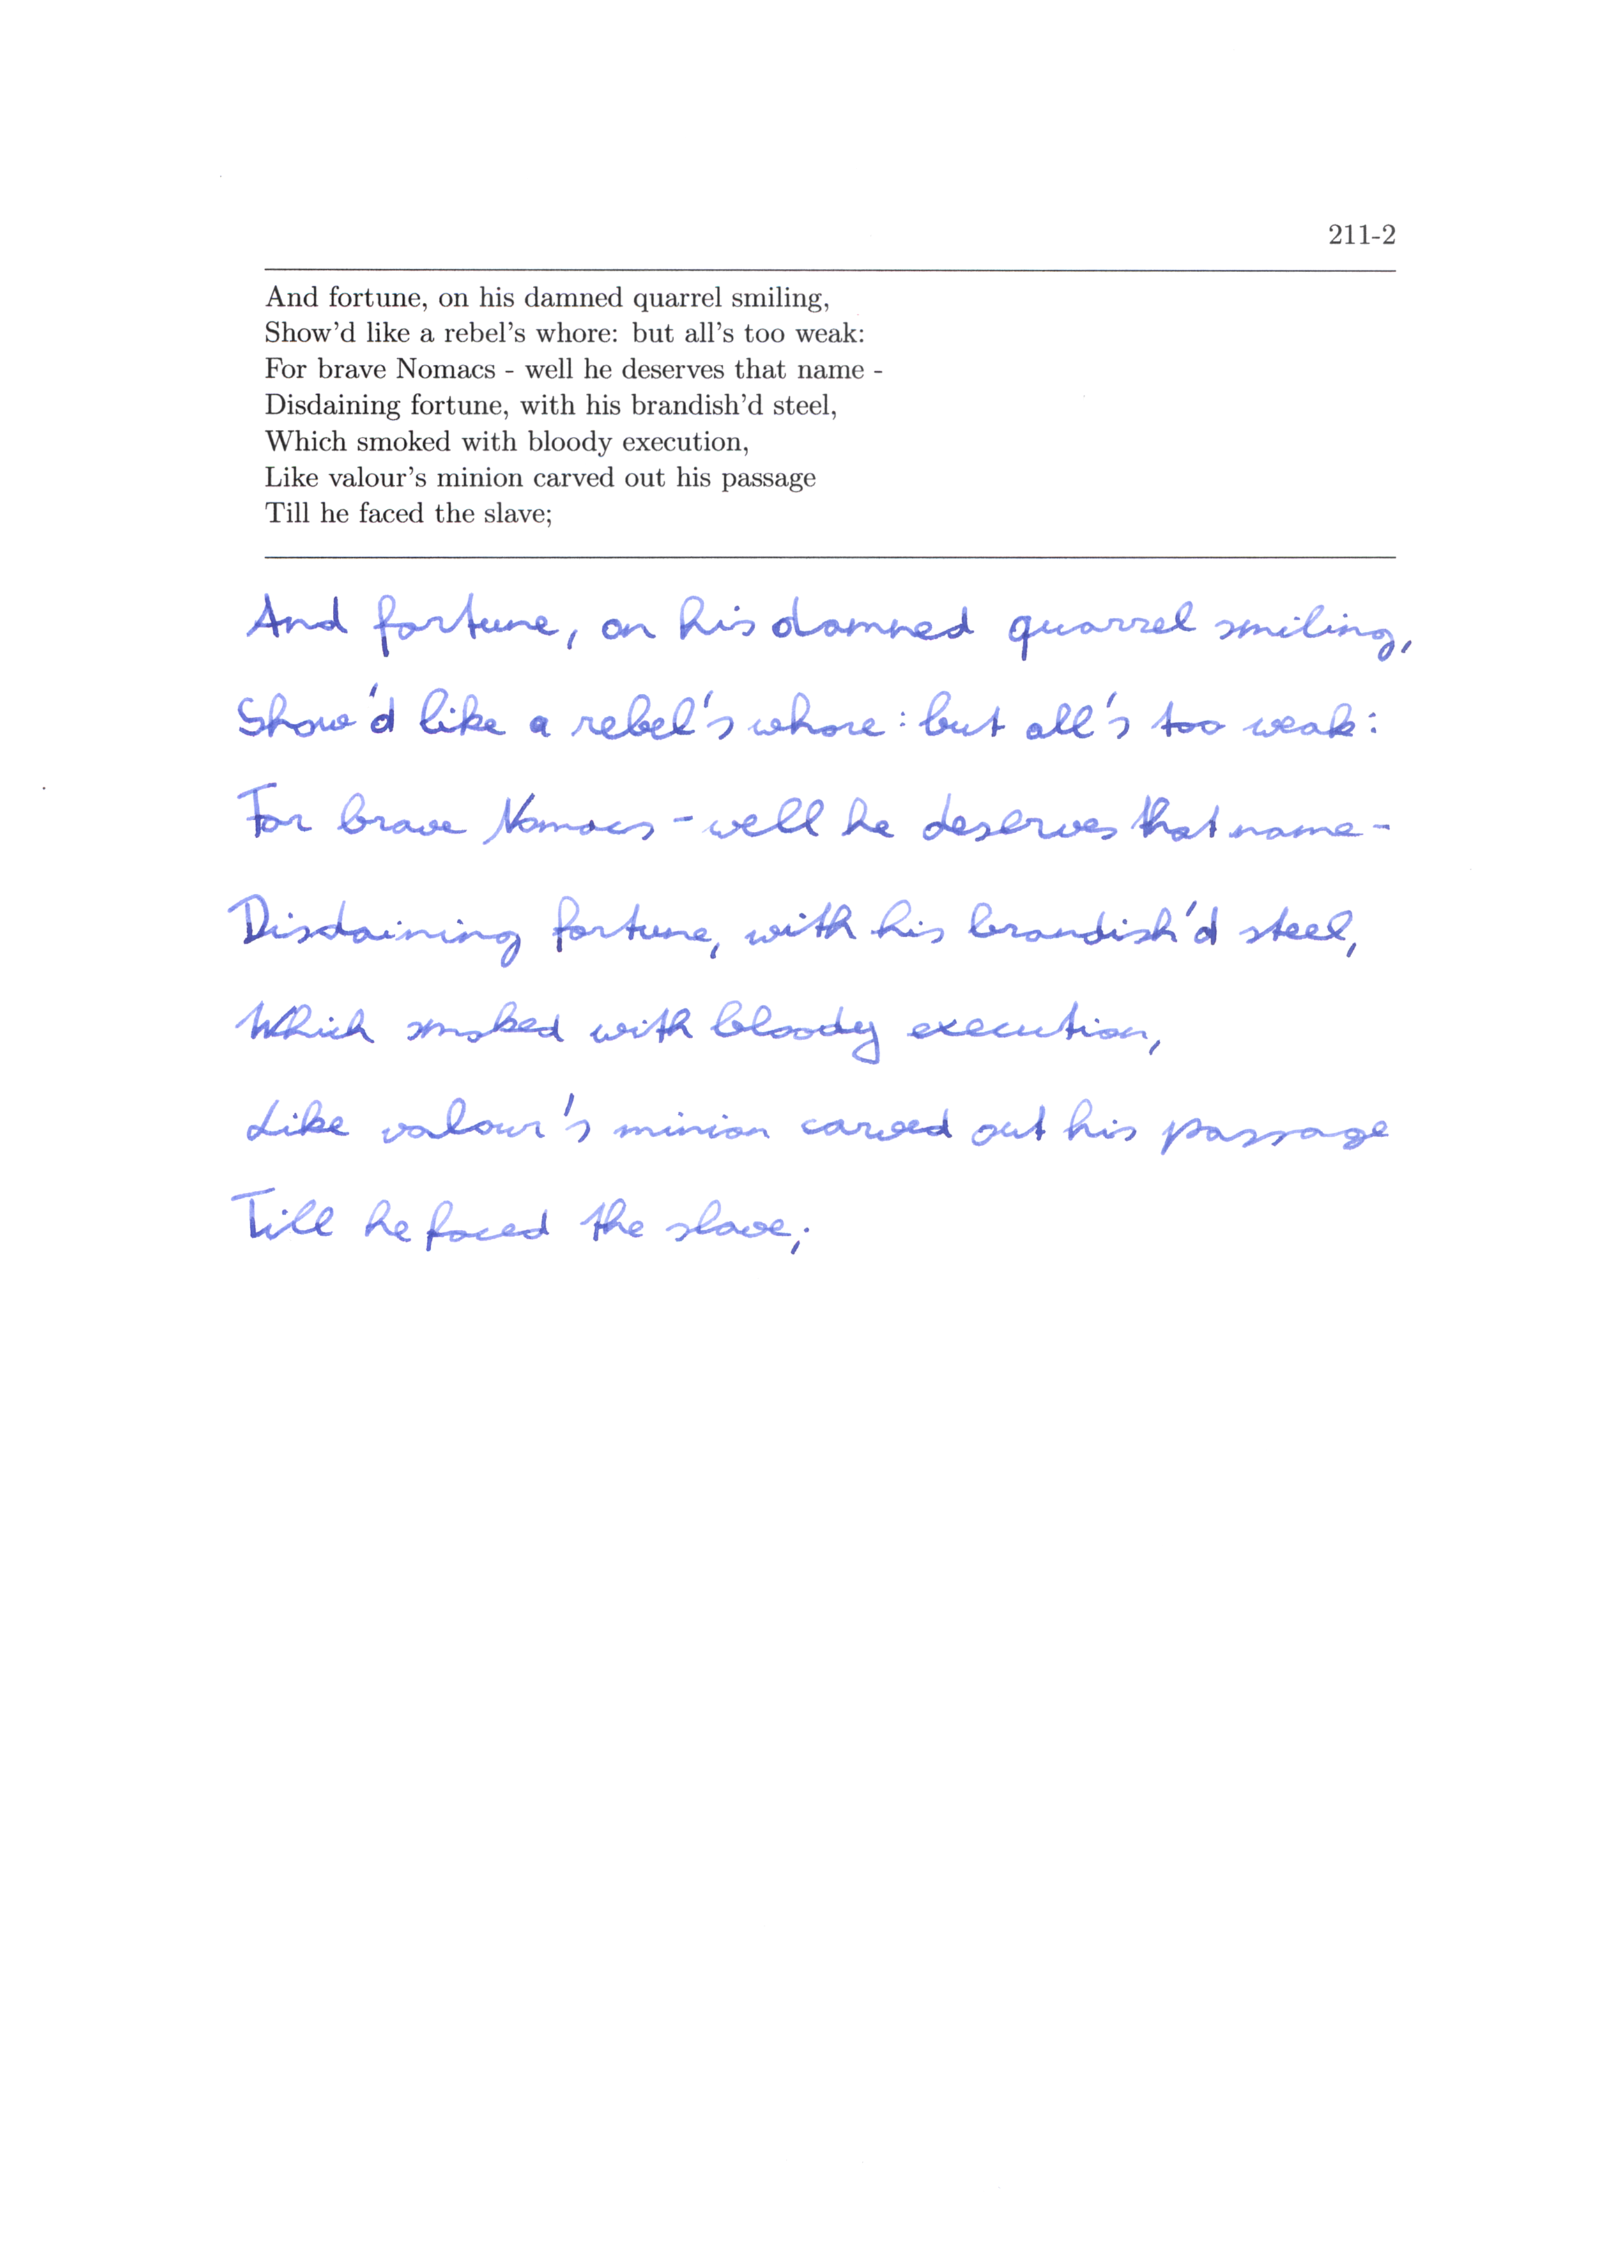 211-2
And fortune, on his damned quarrel smiling,
Show'd like a rebel's whore: but all's too weak:
For brave Nomacs - well he deserves that name -
Disdaining fortune, with his brandish'd steel,
Which smoked with bloody execution,
Like valour's minion carved out his passage
Till he faced the slave;
And fortune, on his damned quarrel smiling,
Show'd like a rebel's whore: but all's too weak:
For brave Nomacs - well he deserves that name -
Disdaining fortune, with his brandish'd steel,
Which smoked with bloody execution,
Like valour's minion carved out his passage
Till he faced the slave;